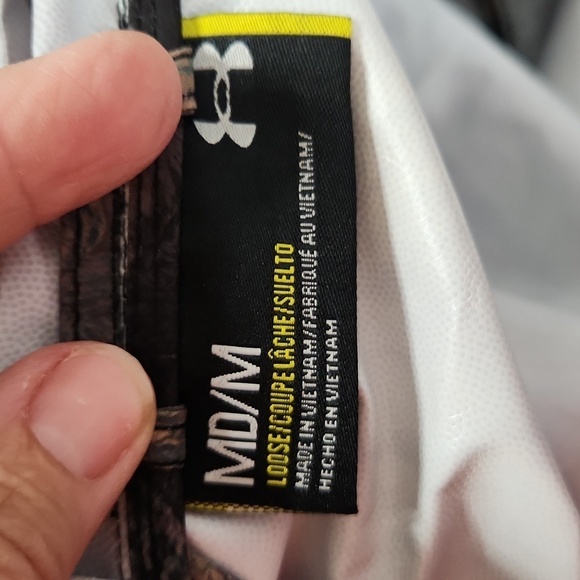 MD/M
LOOSE/COUPE LÂCHE/SUELTO
MADE IN VIETNAM/FABRIQUÉ AU VIETNAM/
HECHO EN VIETNAM